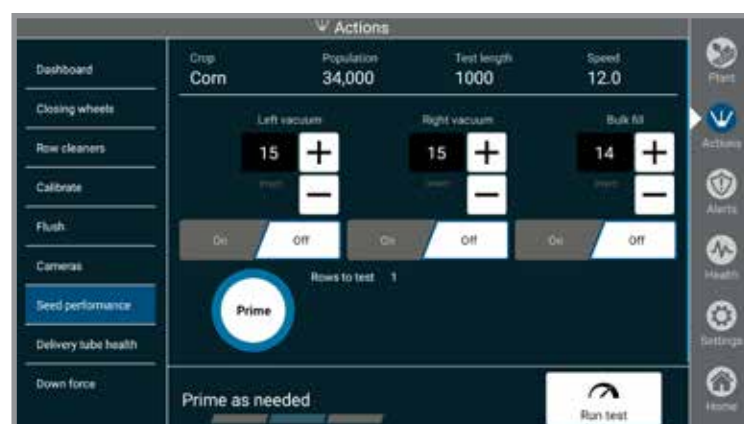 Actions
Dashboard
Closing wheels
Row cleaners
Calibrate
Flush
Cameras
Seed performance
Delivery tube health
Down force
Crop Population Test length Speed
Corn 34,000 1000 12.0
Left vacuum Right vacuum Bulk fill
15 + 15 + 14 +
− − −
On Off On Off On Off
Rows to test 1
Prime
Prime as needed
Run test
Plant
Actions
Alerts
Health
Settings
Home